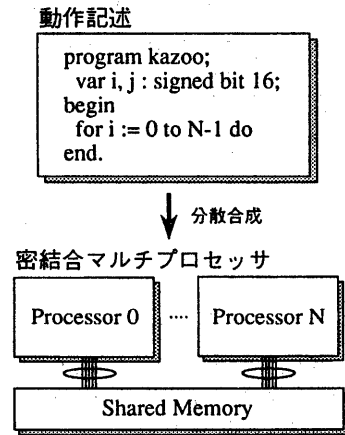 動作記述
program kazoo;
var i, j : signed bit 16;
begin
for i := 0 to N-1 do
end.
分散合成
密結合マルチプロセッサ
Processor 0 ···· Processor N
Shared Memory